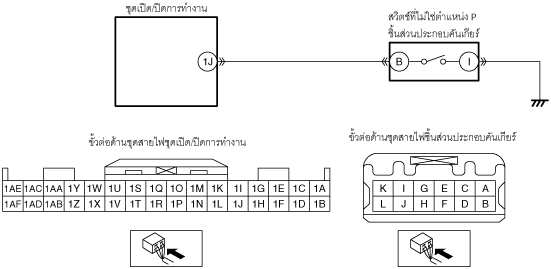 ชุดเปิด/ปิดการทำงาน
สวิตช์ที่ไม่ใช่ตำแหน่ง P
ชิ้นส่วนประกอบคันเกียร์
1J
B
I
ขั้วต่อด้านชุดสายไฟชุดเปิด/ปิดการทำงาน
1AE 1AC 1AA 1Y 1W 1U 1S 1Q 1O 1M 1K 1I 1G 1E 1C 1A
1AF 1AD 1AB 1Z 1X 1V 1T 1R 1P 1N 1L 1J 1H 1F 1D 1B
ขั้วต่อด้านชุดสายไฟชิ้นส่วนประกอบคันเกียร์
K I G E C A
L J H F D B